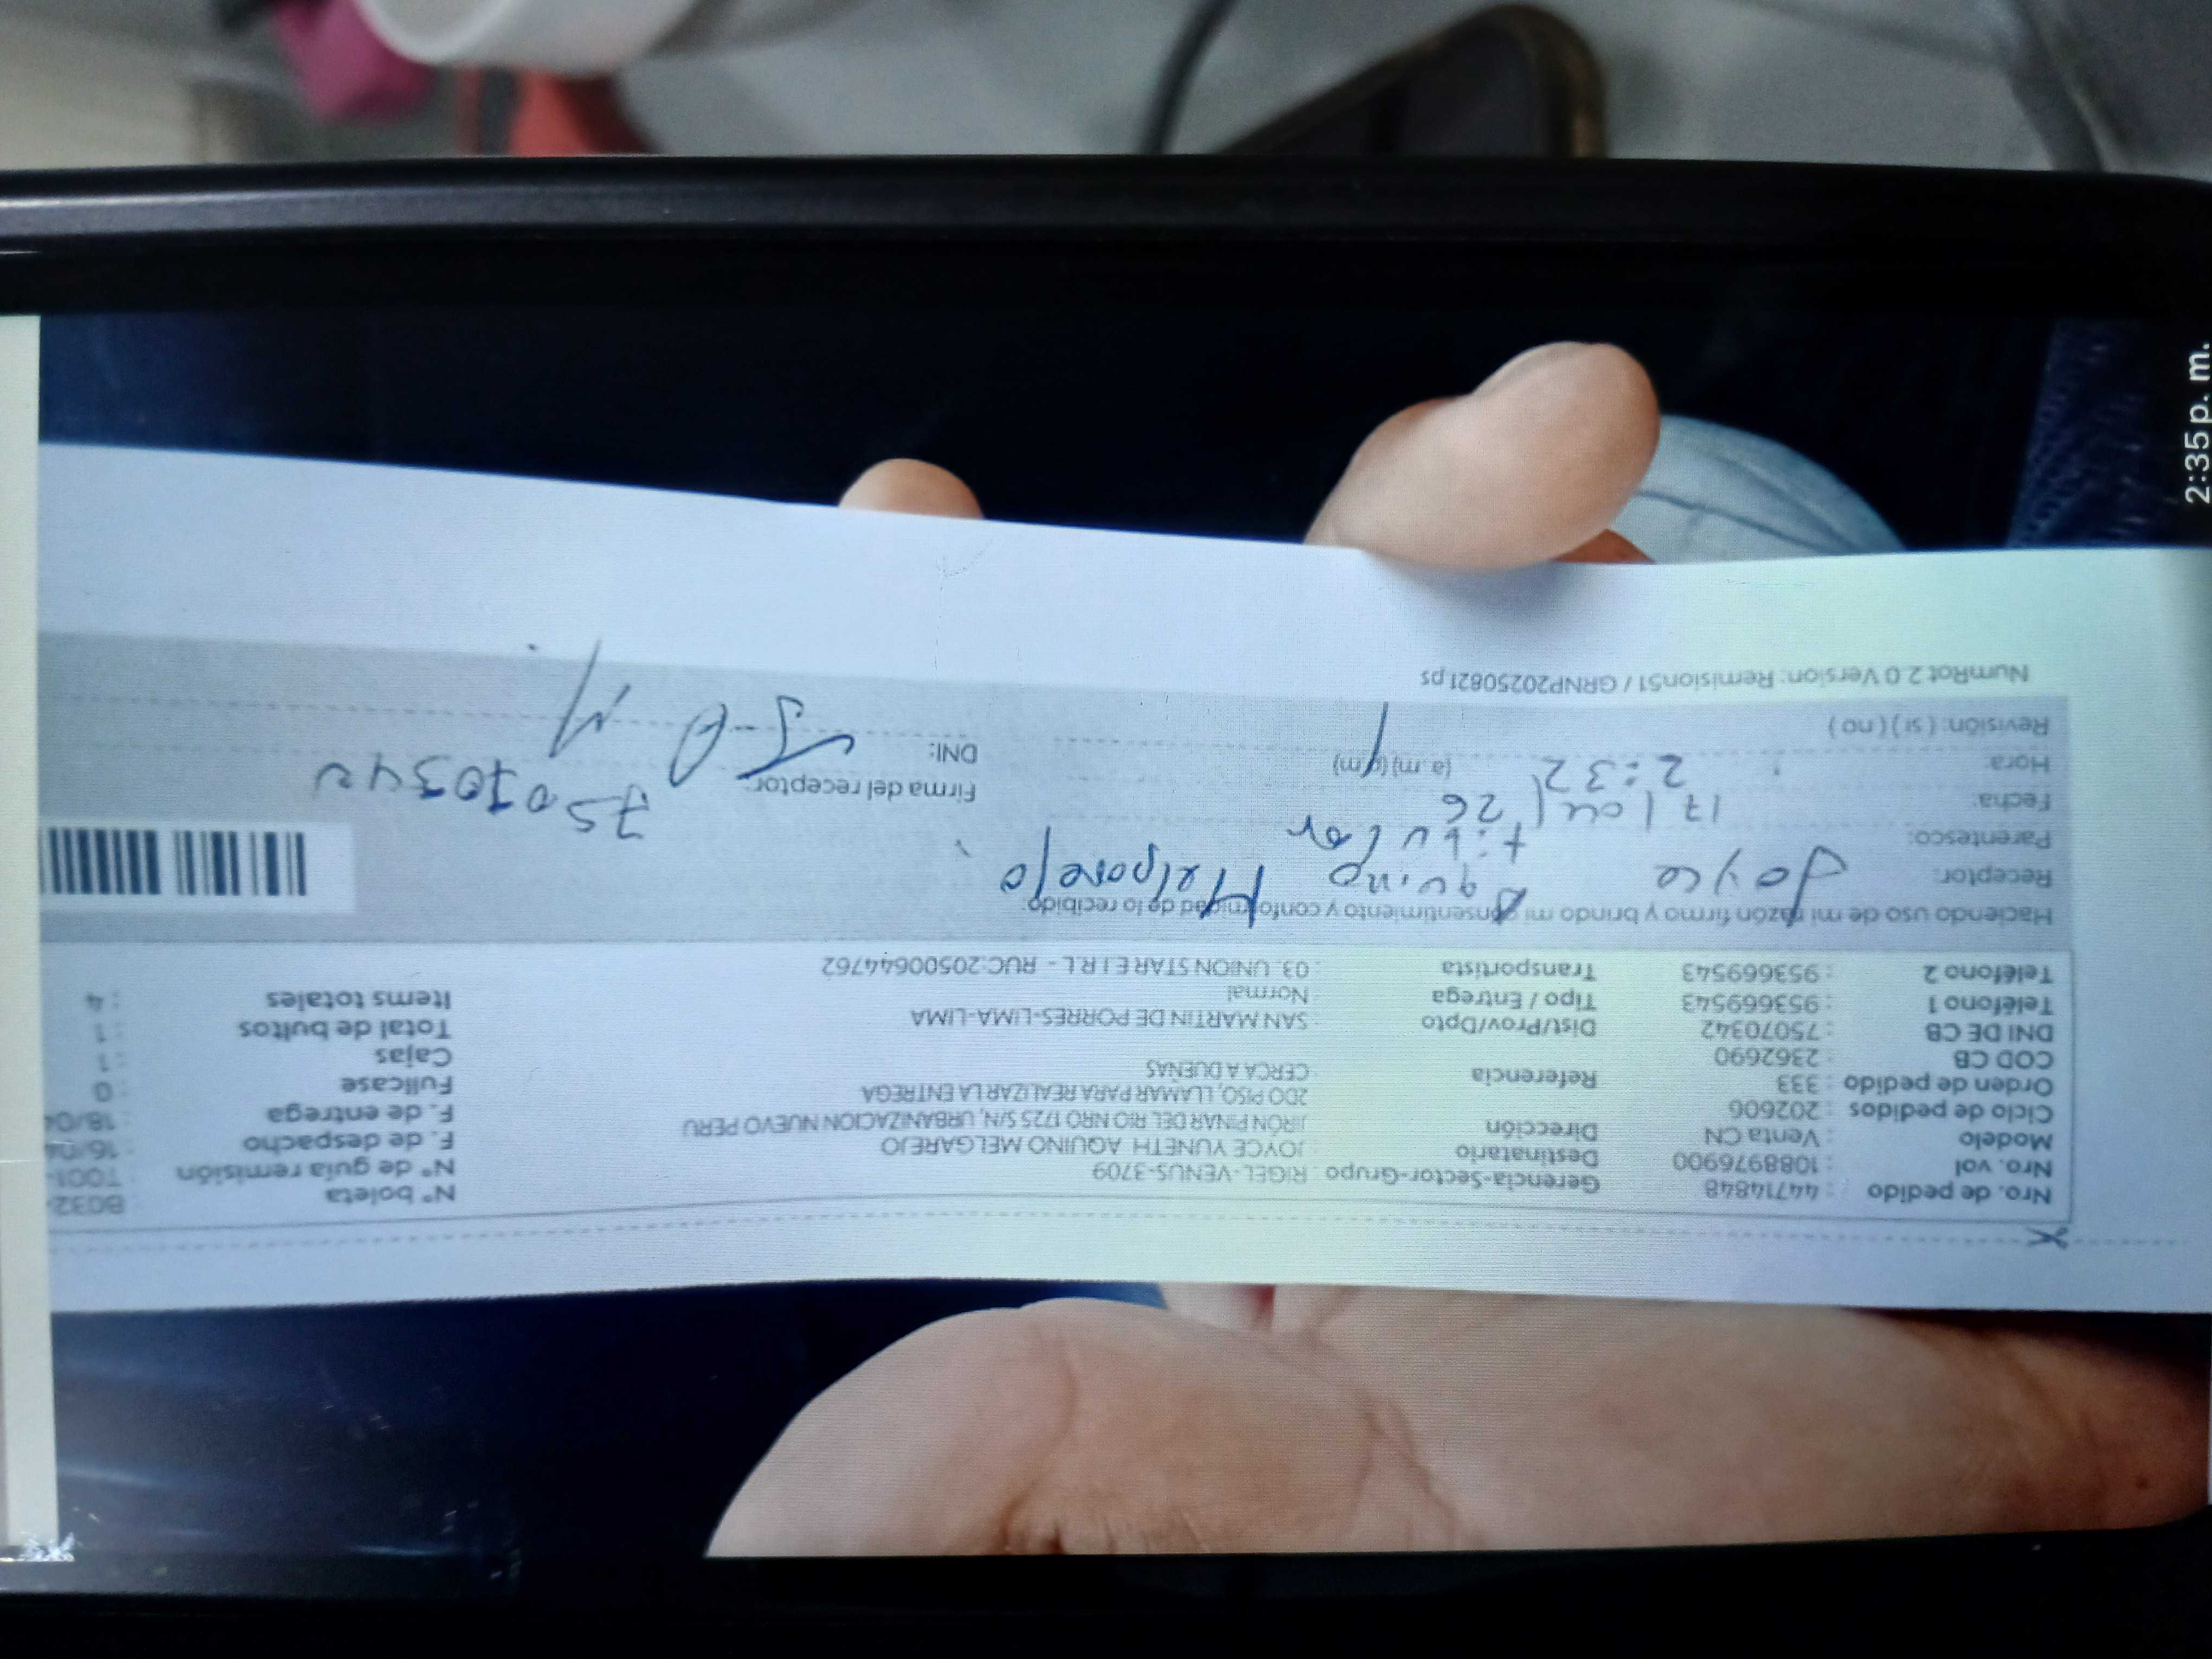 2:35 p. m.
Nro. de pedido : 44714848 Gerencia-Sector-Grupo : RIGEL-VENUS-3709 N° boleta : B032-
Nro. vol : 1088976900 Destinatario : JOYCE YUNETH AQUINO MELGAREJO N° de guía remisión : T001-
Modelo : Venta CN Dirección : JIRÓN PINAR DEL RIO NRO 1725 S/N, URBANIZACION NUEVO PERU F. de despacho : 16/04
Ciclo de pedidos : 202606 2DO PISO, LLAMAR PARA REALIZAR LA ENTREGA F. de entrega : 18/04
Orden de pedido : 333 Referencia : CERCA A DUEÑAS Fullcase : 0
COD CB : 2362690 Cajas : 1
DNI DE CB : 75070342 Dist/Prov/Dpto : SAN MARTIN DE PORRES-LIMA-LIMA Total de bultos : 1
Teléfono 1 : 953669543 Tipo / Entrega : Normal Items totales : 4
Teléfono 2 : 953669543 Transportista : 03. UNION STAR E I R.L - RUC:20500644762
Haciendo uso de mi razón firmo y brindo mi consentimiento y conformidad de lo recibido:
Receptor: Joyce Aquino Melgarejo
Parentesco: titular
Fecha: 17/04/26 Firma del receptor: 75070342
Hora: 2:32 (a. m) (p. m) DNI:
Revisión: ( si ) ( no )
NumRot 2.0 Version: Remision51 / GRNP20250821.ps